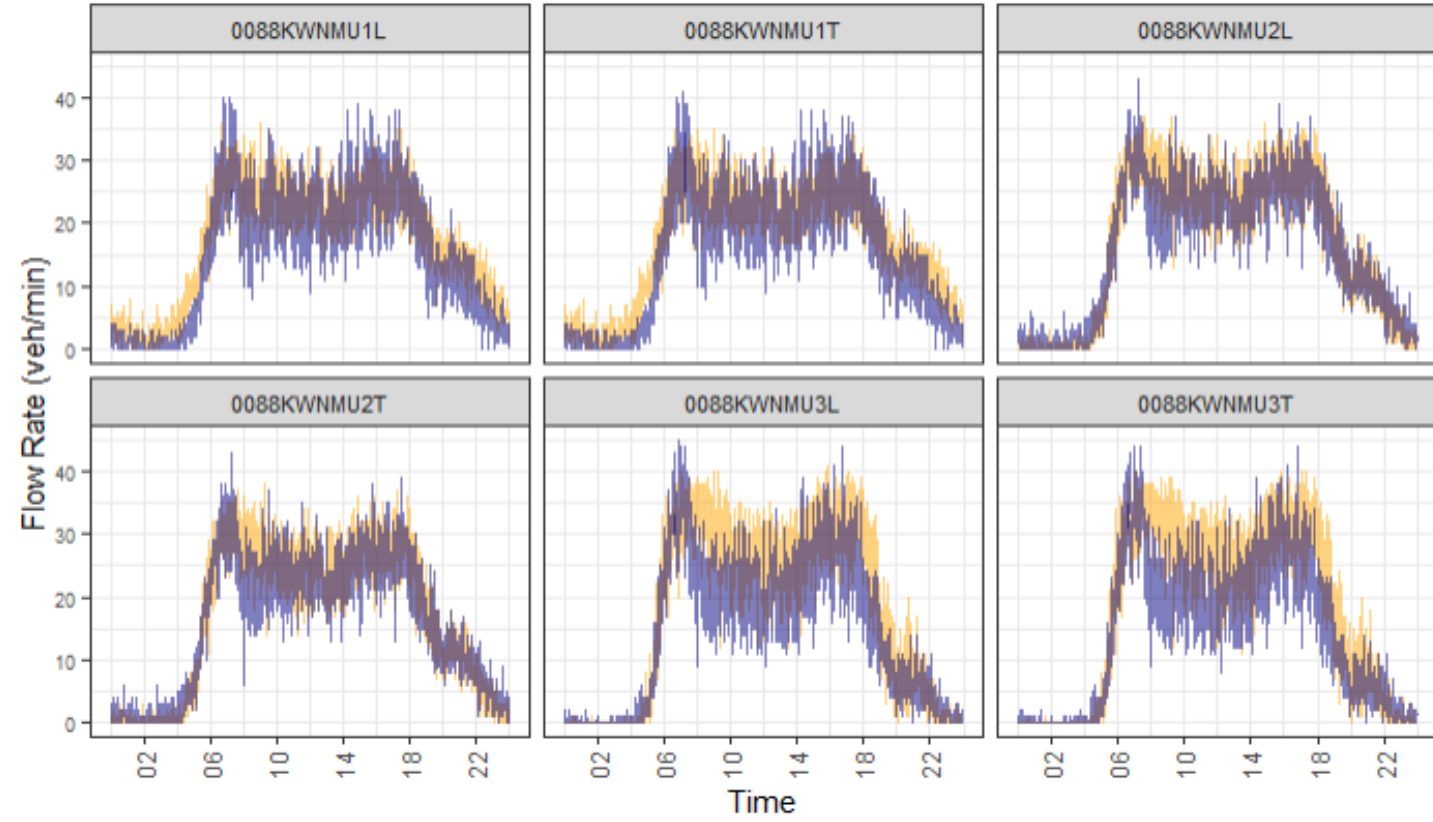 0088KWNMU1L 0088KWNMU1T 0088KWNMU2L
40
30
20
10
0
0088KWNMU2T 0088KWNMU3L 0088KWNMU3T
40
30
20
10
0
Flow Rate (veh/min)
02 06 10 14 18 22 02 06 10 14 18 22 02 06 10 14 18 22
Time